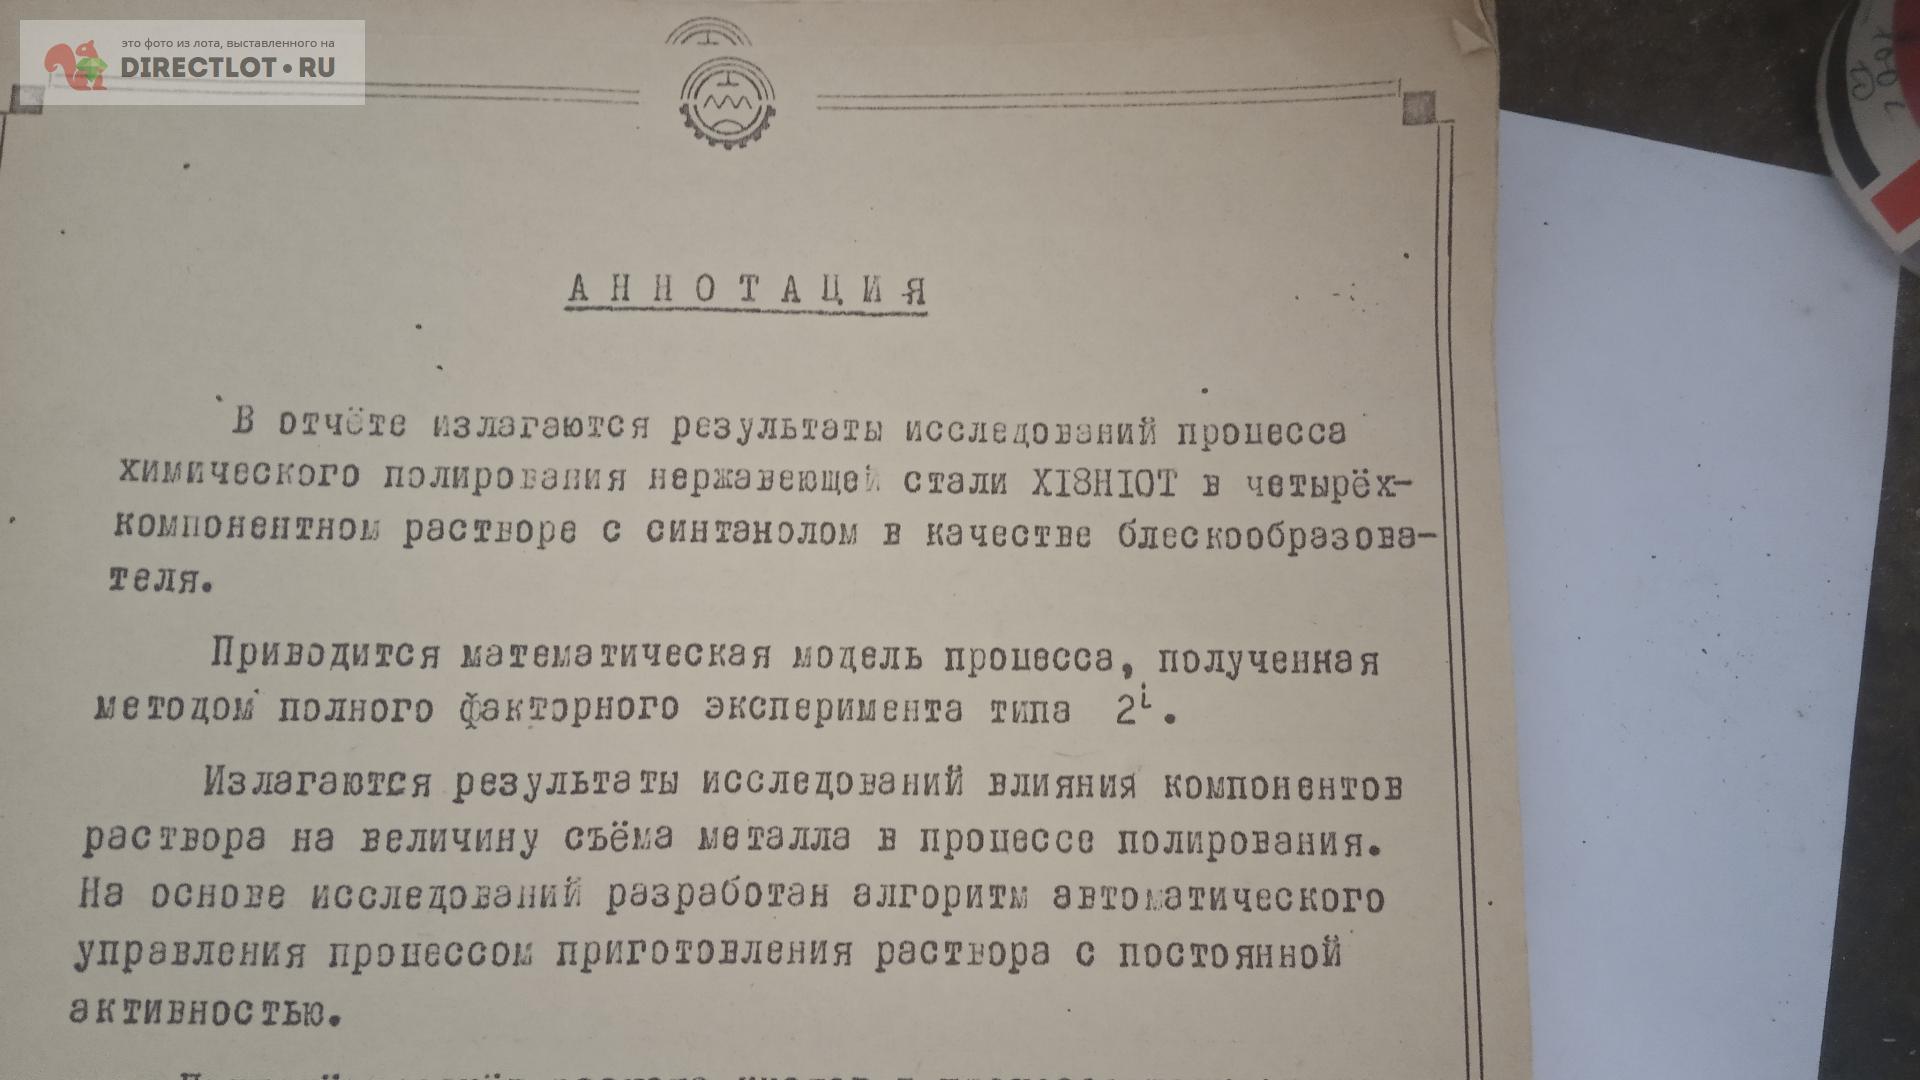 это фото из лота, выставленного на
DIRECTLOT•RU
АННОТАЦИЯ
В отчёте излагаются результаты исследований процесса
химического полирования нержавеющей стали XI8HIOT в четырёх-
компонентном растворе с синтанолом в качестве блескообразова-
теля.
Приводится математическая модель процесса, полученная
методом полного факторного эксперимента типа 2ⁱ.
Излагаются результаты исследований влияния компонентов
раствора на величину съёма металла в процессе полирования.
На основе исследований разработан алгоритм автоматического
управления процессом приготовления раствора с постоянной
активностью.